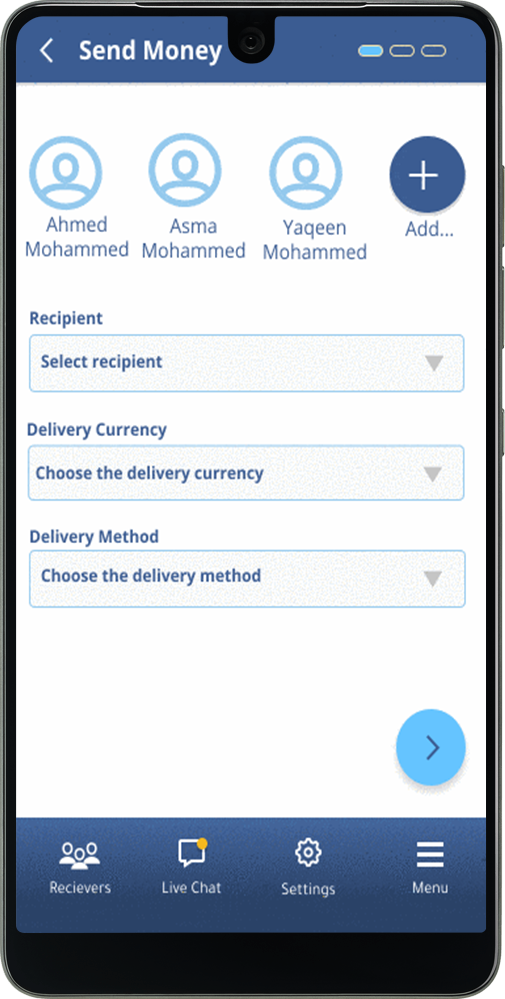 Send Money
Ahmed
Mohammed
Asma
Mohammed
Yaqeen
Mohammed
Add...
Recipient
Select recipient
Delivery Currency
Choose the delivery currency
Delivery Method
Choose the delivery method
Recievers
Live Chat
Settings
Menu